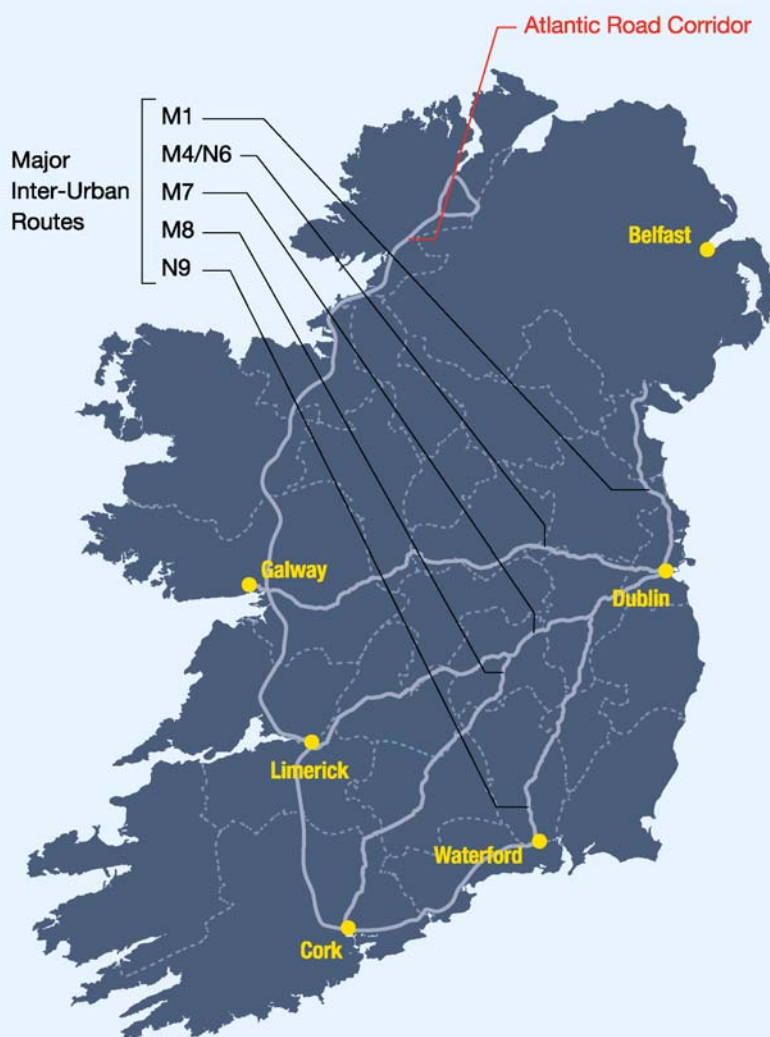 Atlantic Road Corridor
Major
Inter-Urban
Routes
M1
M4/N6
M7
M8
N9
Belfast
Galway
Dublin
Limerick
Waterford
Cork